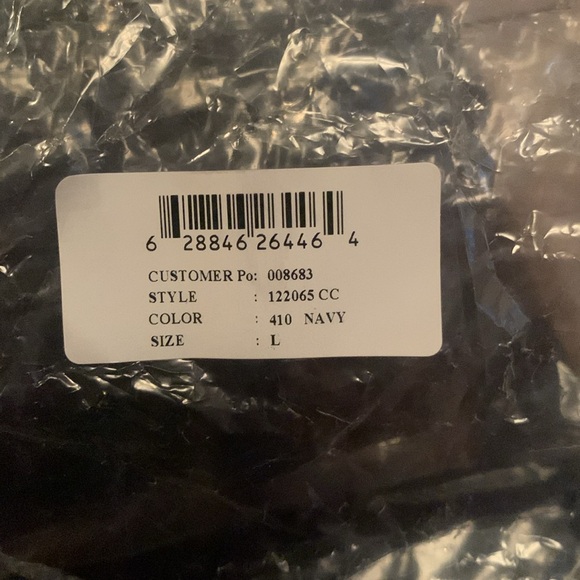 6 28846 26446 4
CUSTOMER Po: 008683
STYLE : 122065 CC
COLOR : 410 NAVY
SIZE : L